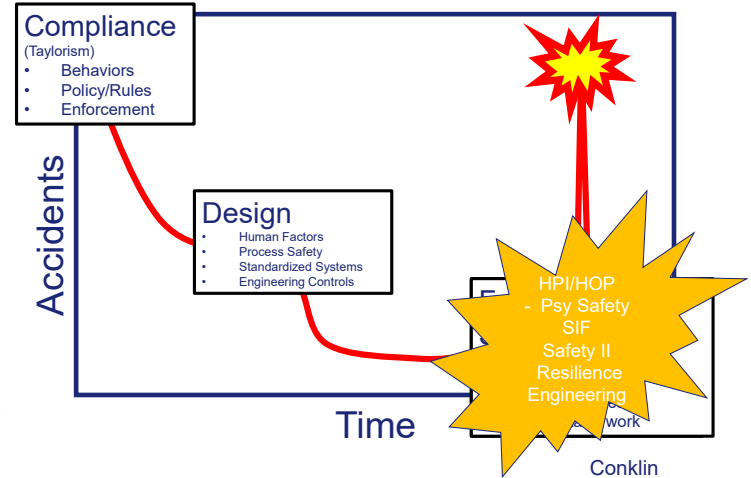 Compliance
(Taylorism)
• Behaviors
• Policy/Rules
• Enforcement
Accidents
Design
• Human Factors
• Process Safety
• Standardized Systems
• Engineering Controls
HPI/HOP
- Psy Safety
SIF
Safety II
Resilience
Engineering
work
Time
Conklin